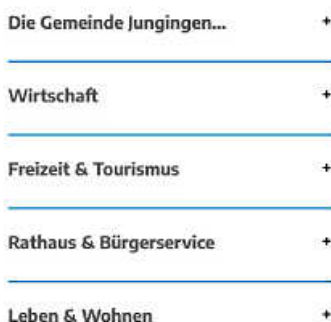 Die Gemeinde Jungingen... +
Wirtschaft +
Freizeit & Tourismus +
Rathaus & Bürgerservice +
Leben & Wohnen +